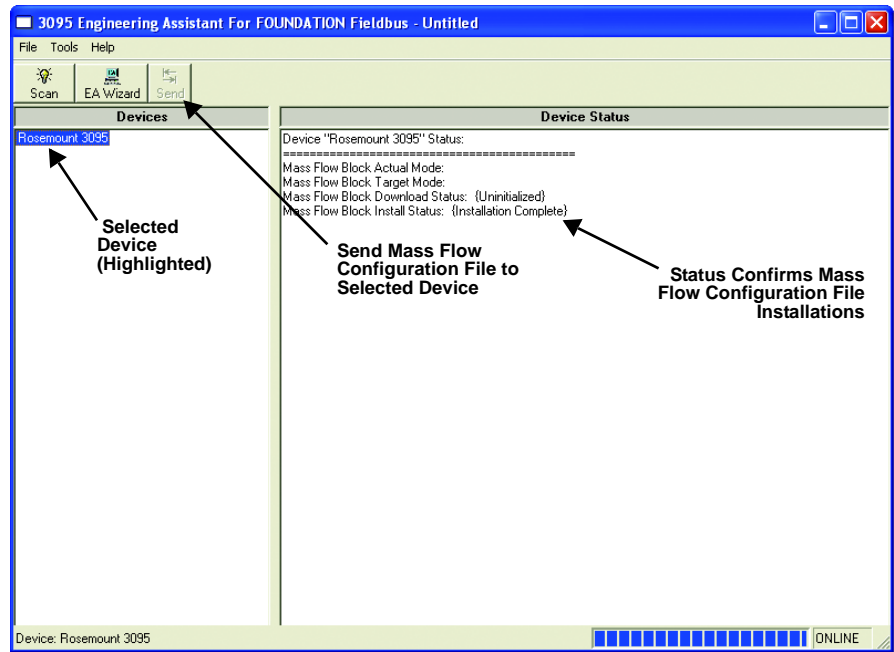 3095 Engineering Assistant For FOUNDATION Fieldbus - Untitled
File Tools Help
Scan EA Wizard Send
Devices
Device Status
Rosemount 3095
Device "Rosemount 3095" Status:
============================================
Mass Flow Block Actual Mode:
Mass Flow Block Target Mode:
Mass Flow Block Download Status: {Uninitialized}
Mass Flow Block Install Status: {Installation Complete}
Selected
Device
(Highlighted)
Send Mass Flow
Configuration File to
Selected Device
Status Confirms Mass
Flow Configuration File
Installations
Device: Rosemount 3095
ONLINE